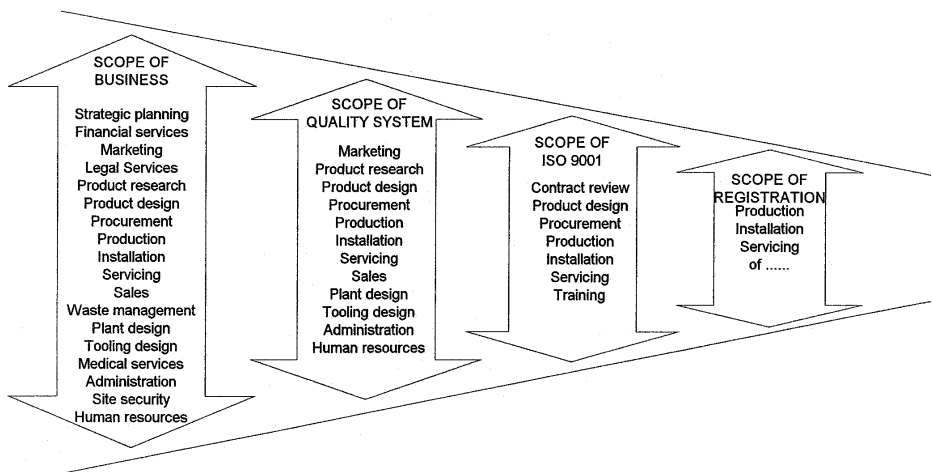 SCOPE OF
BUSINESS
Strategic planning
Financial services
Marketing
Legal Services
Product research
Product design
Procurement
Production
Installation
Servicing
Sales
Waste management
Plant design
Tooling design
Medical services
Administration
Site security
Human resources
SCOPE OF
QUALITY SYSTEM
Marketing
Product research
Product design
Procurement
Production
Installation
Servicing
Sales
Plant design
Tooling design
Administration
Human resources
SCOPE OF
ISO 9001
Contract review
Product design
Procurement
Production
Installation
Servicing
Training
SCOPE OF
REGISTRATION
Production
Installation
Servicing
of ......